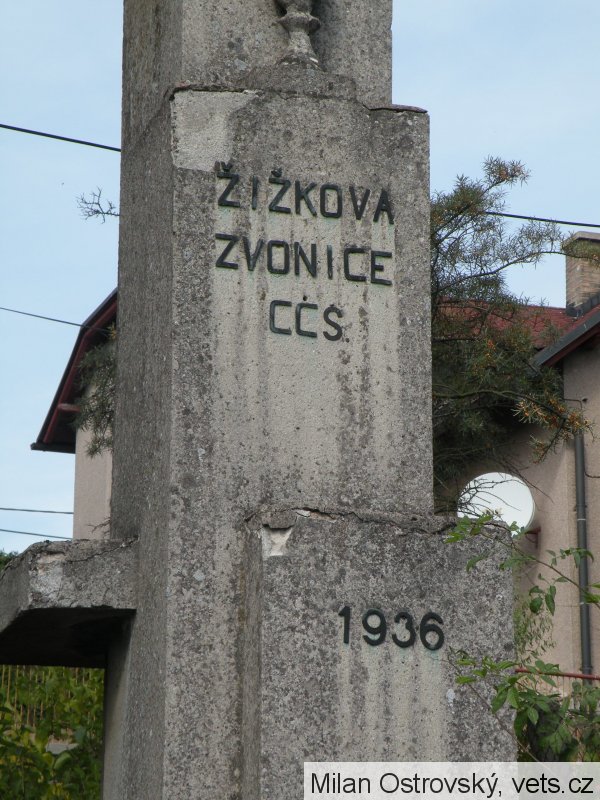 ŽIŽKOVA
ZVONICE
CČS.
1936
Milan Ostrovský, vets.cz